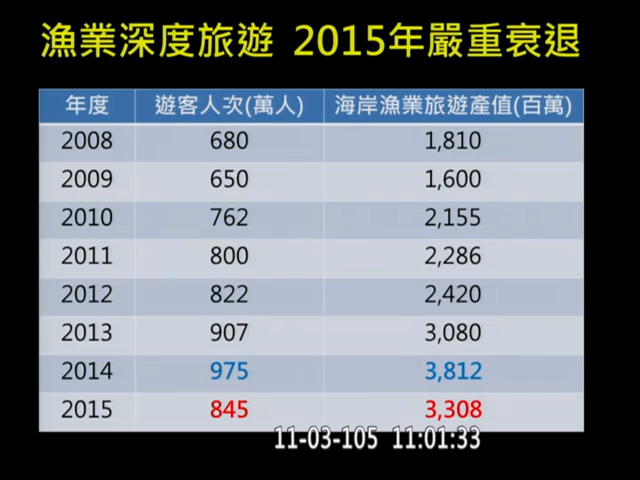 漁業深度旅遊 2015年嚴重衰退
年度 遊客人次(萬人) 海岸漁業旅遊產值(百萬)
2008 680 1,810
2009 650 1,600
2010 762 2,155
2011 800 2,286
2012 822 2,420
2013 907 3,080
2014 975 3,812
2015 845 3,308
11-03-105 11:01:33